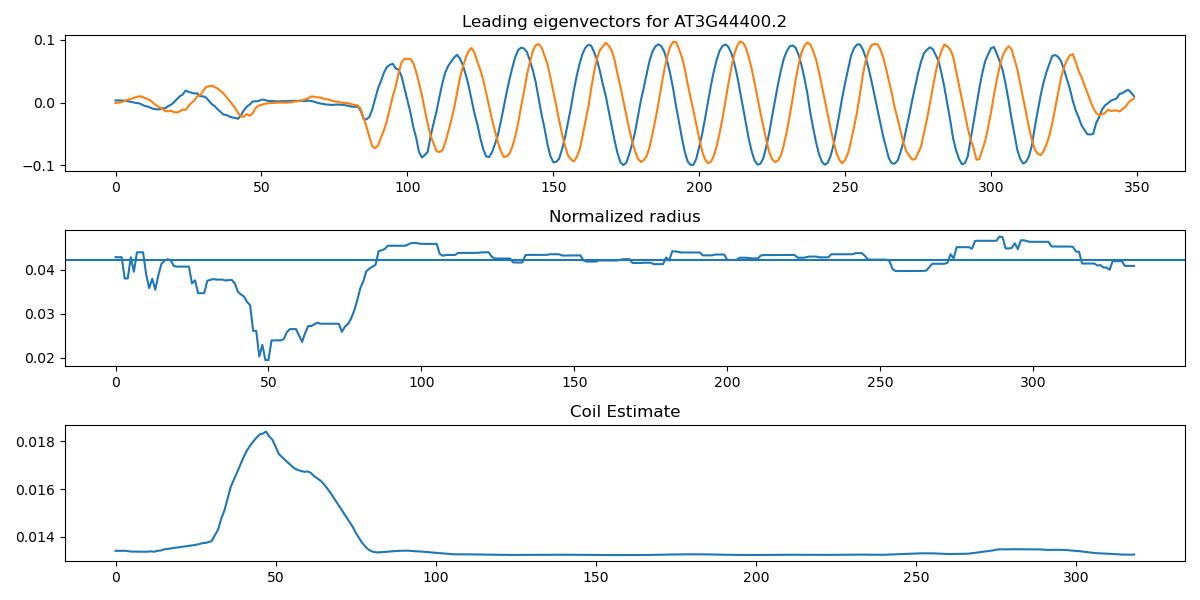 Leading eigenvectors for AT3G44400.2
0.1
0.0
−0.1
0 50 100 150 200 250 300 350
Normalized radius
0.04
0.03
0.02
0 50 100 150 200 250 300
Coil Estimate
0.018
0.016
0.014
0 50 100 150 200 250 300